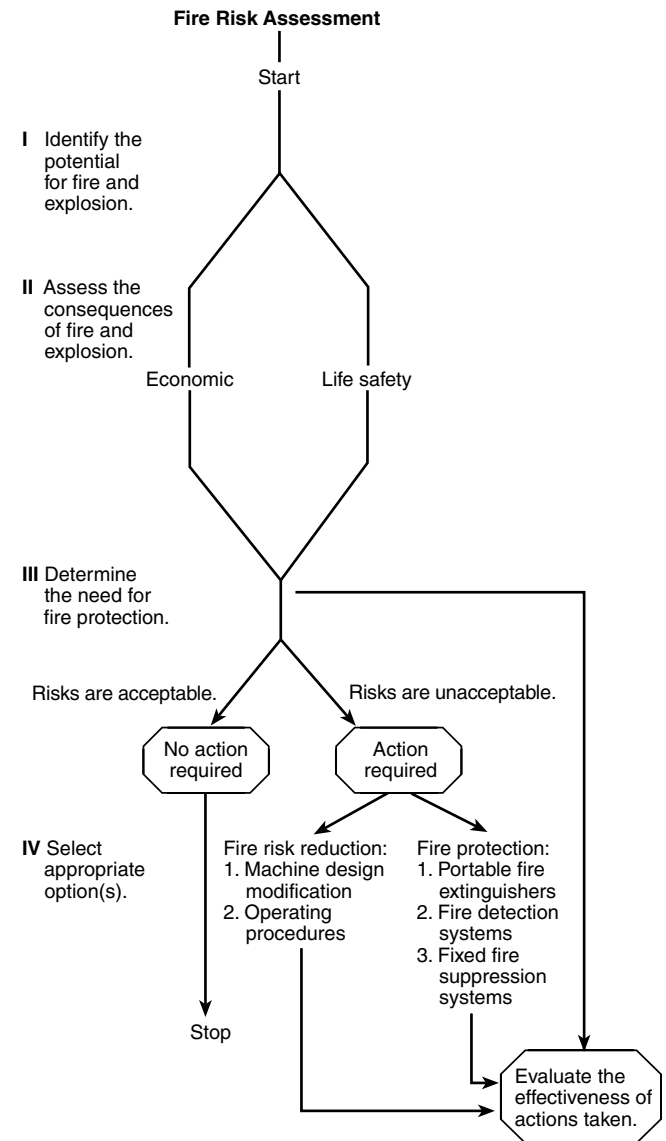 Fire Risk Assessment
Start
I Identify the
potential
for fire and
explosion.
II Assess the
consequences
of fire and
explosion.
Economic
Life safety
III Determine
the need for
fire protection.
Risks are acceptable.
Risks are unacceptable.
No action
required
Action
required
IV Select
appropriate
option(s).
Fire risk reduction:
1. Machine design
modification
2. Operating
procedures
Fire protection:
1. Portable fire
extinguishers
2. Fire detection
systems
3. Fixed fire
suppression
systems
Stop
Evaluate the
effectiveness of
actions taken.